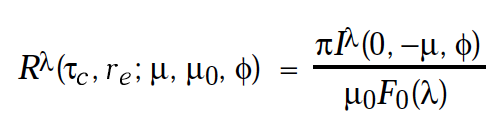 R^λ(τ_c, r_e; μ, μ_0, ϕ) = πI^λ(0, −μ, ϕ) / μ_0F_0(λ)